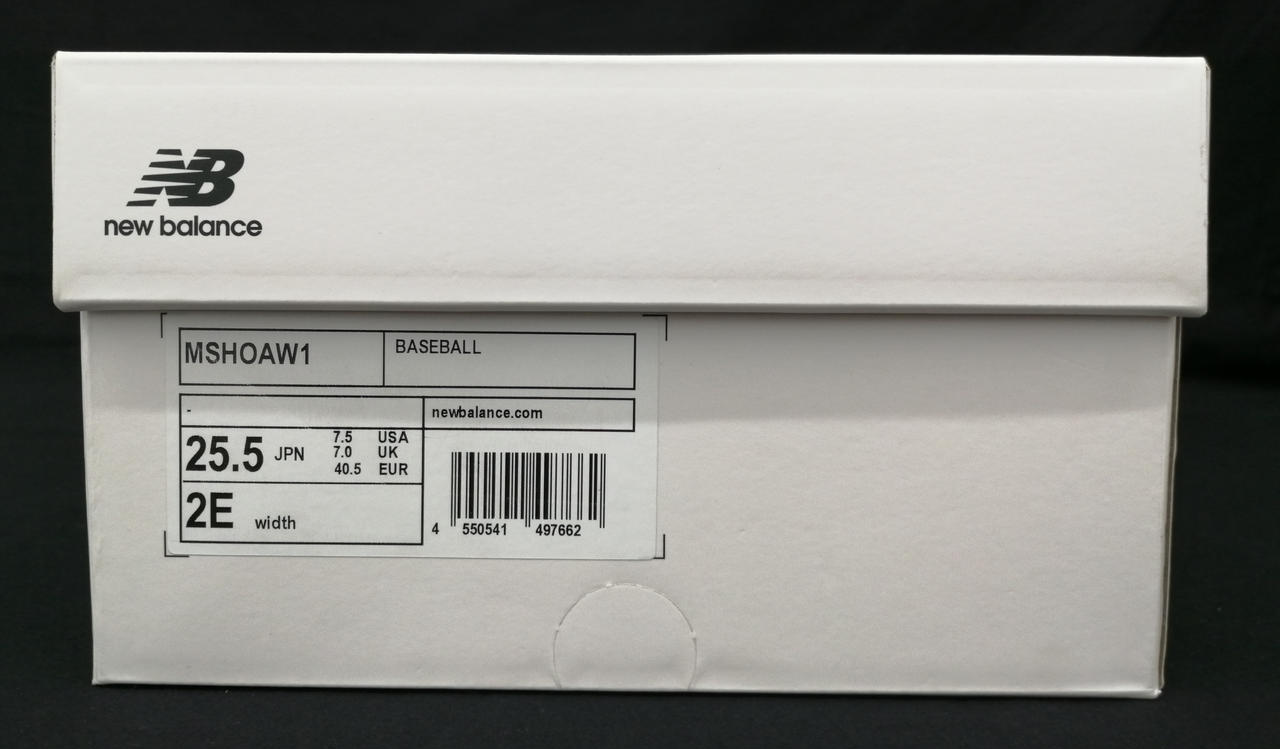 NB
new balance
MSHOAW1
BASEBALL
-
newbalance.com
25.5 JPN
7.5 USA
7.0 UK
40.5 EUR
2E width
4 550541 497662